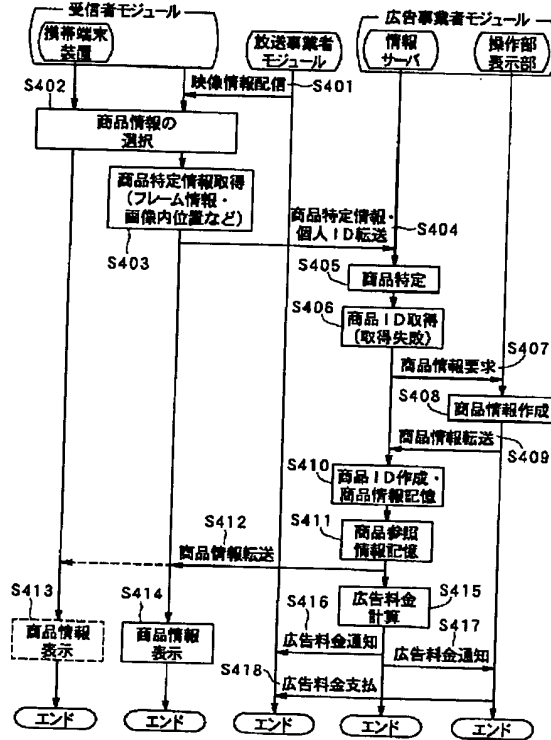 受信者モジュール
広告事業者モジュール
携帯端末
装置
放送事業者
モジュール
情報
サーバ
操作部
表示部
S401
映像情報配信
S402
商品情報の
選択
商品特定情報取得
(フレーム情報・
画像内位置など)
S403
商品特定情報・
個人ID転送
S404
S405
商品特定
S406
商品ID取得
(取得失敗)
S407
商品情報要求
S408
商品情報作成
商品情報転送
S409
S410
商品ID作成・
商品情報記憶
S411
商品参照
情報記憶
S412
商品情報転送
S413
商品情報
表示
S414
商品情報
表示
S415
広告料金
計算
S416
広告料金通知
S417
広告料金通知
S418
広告料金支払
エンド
エンド
エンド
エンド
エンド